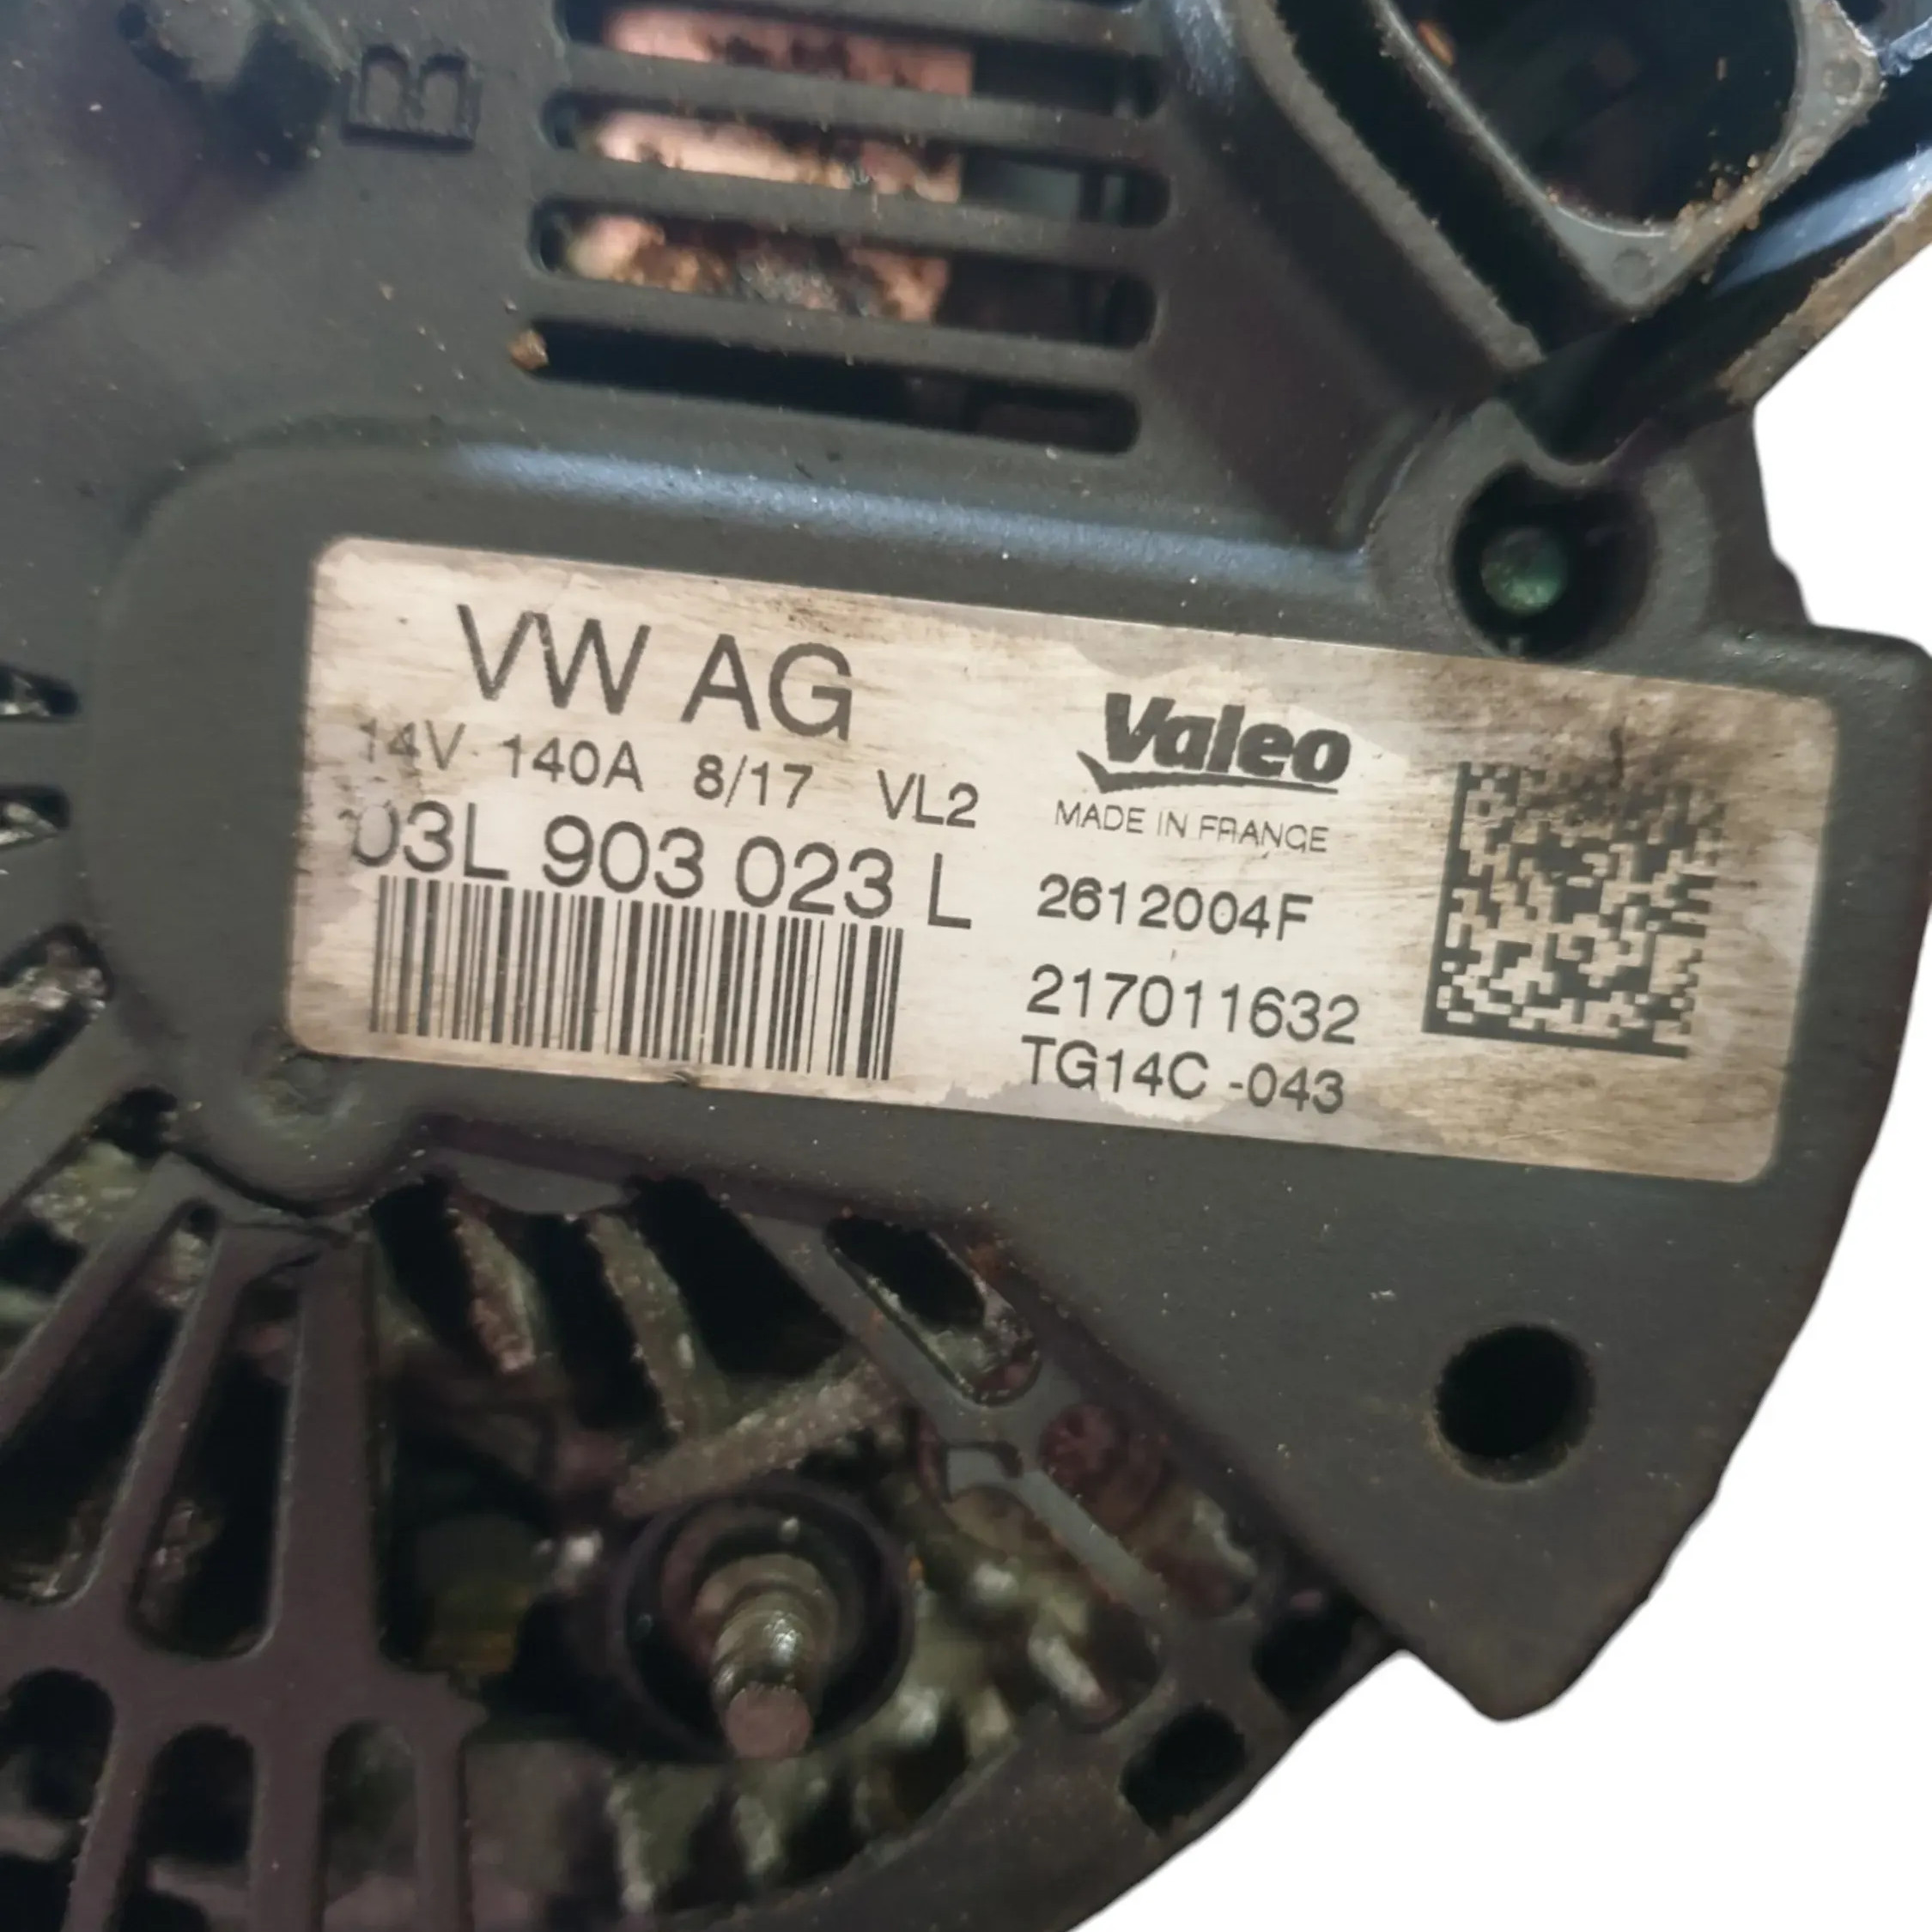 B
VW AG
14V 140A 8/17 VL2
03L 903 023 L
Valeo
MADE IN FRANCE
2612004F
217011632
TG14C -043